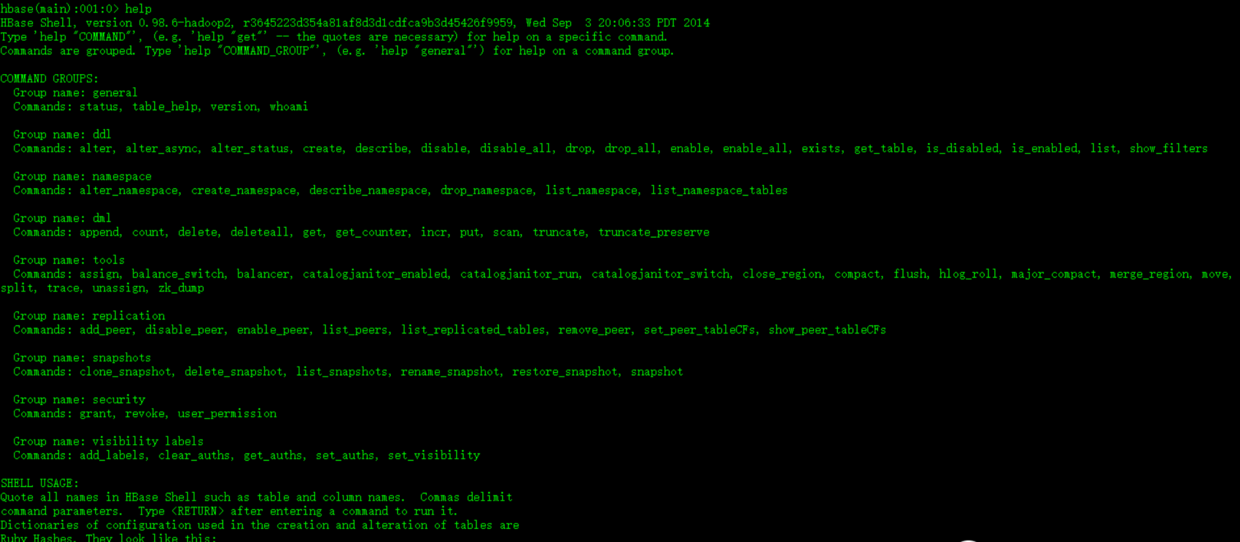 hbase(main):001:0> help
HBase Shell, version 0.98.6-hadoop2, r3645223d354a81af8d3d1cdfca9b3d45426f9959, Wed Sep  3 20:06:33 PDT 2014
Type 'help "COMMAND"', (e.g. 'help "get"' -- the quotes are necessary) for help on a specific command.
Commands are grouped. Type 'help "COMMAND_GROUP"', (e.g. 'help "general"') for help on a command group.

COMMAND GROUPS:
  Group name: general
  Commands: status, table_help, version, whoami

  Group name: ddl
  Commands: alter, alter_async, alter_status, create, describe, disable, disable_all, drop, drop_all, enable, enable_all, exists, get_table, is_disabled, is_enabled, list, show_filters

  Group name: namespace
  Commands: alter_namespace, create_namespace, describe_namespace, drop_namespace, list_namespace, list_namespace_tables

  Group name: dml
  Commands: append, count, delete, deleteall, get, get_counter, incr, put, scan, truncate, truncate_preserve

  Group name: tools
  Commands: assign, balance_switch, balancer, catalogjanitor_enabled, catalogjanitor_run, catalogjanitor_switch, close_region, compact, flush, hlog_roll, major_compact, merge_region, move,
split, trace, unassign, zk_dump

  Group name: replication
  Commands: add_peer, disable_peer, enable_peer, list_peers, list_replicated_tables, remove_peer, set_peer_tableCFs, show_peer_tableCFs

  Group name: snapshots
  Commands: clone_snapshot, delete_snapshot, list_snapshots, rename_snapshot, restore_snapshot, snapshot

  Group name: security
  Commands: grant, revoke, user_permission

  Group name: visibility labels
  Commands: add_labels, clear_auths, get_auths, set_auths, set_visibility

SHELL USAGE:
Quote all names in HBase Shell such as table and column names.  Commas delimit
command parameters.  Type <RETURN> after entering a command to run it.
Dictionaries of configuration used in the creation and alteration of tables are
Ruby Hashes. They look like this: